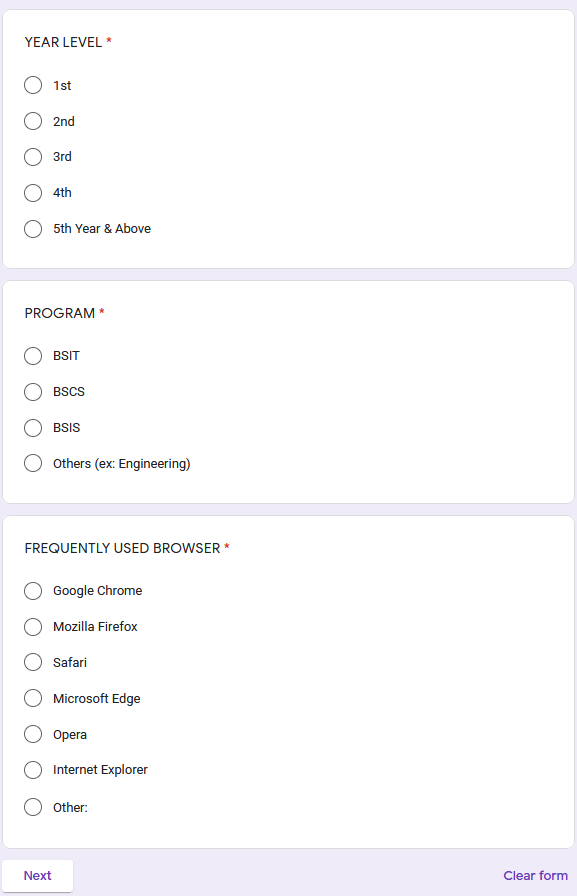 YEAR LEVEL *
1st
2nd
3rd
4th
5th Year & Above
PROGRAM *
BSIT
BSCS
BSIS
Others (ex: Engineering)
FREQUENTLY USED BROWSER *
Google Chrome
Mozilla Firefox
Safari
Microsoft Edge
Opera
Internet Explorer
Other:
Next Clear form